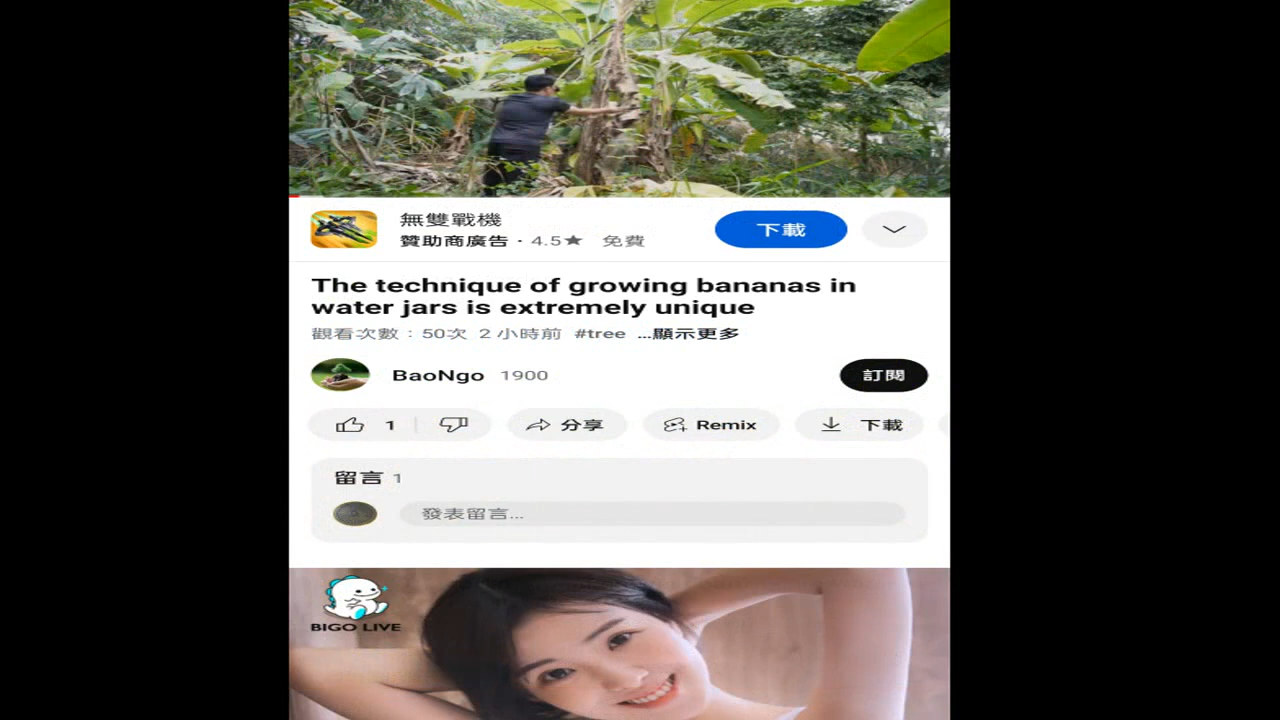 無雙戰機
贊助商廣告・4.5★ 免費
下載
The technique of growing bananas in
water jars is extremely unique
觀看次數：50次 2 小時前 #tree ...顯示更多
BaoNgo 1900
訂閱
1
分享
Remix
下載
留言 1
發表留言...
BIGO LIVE